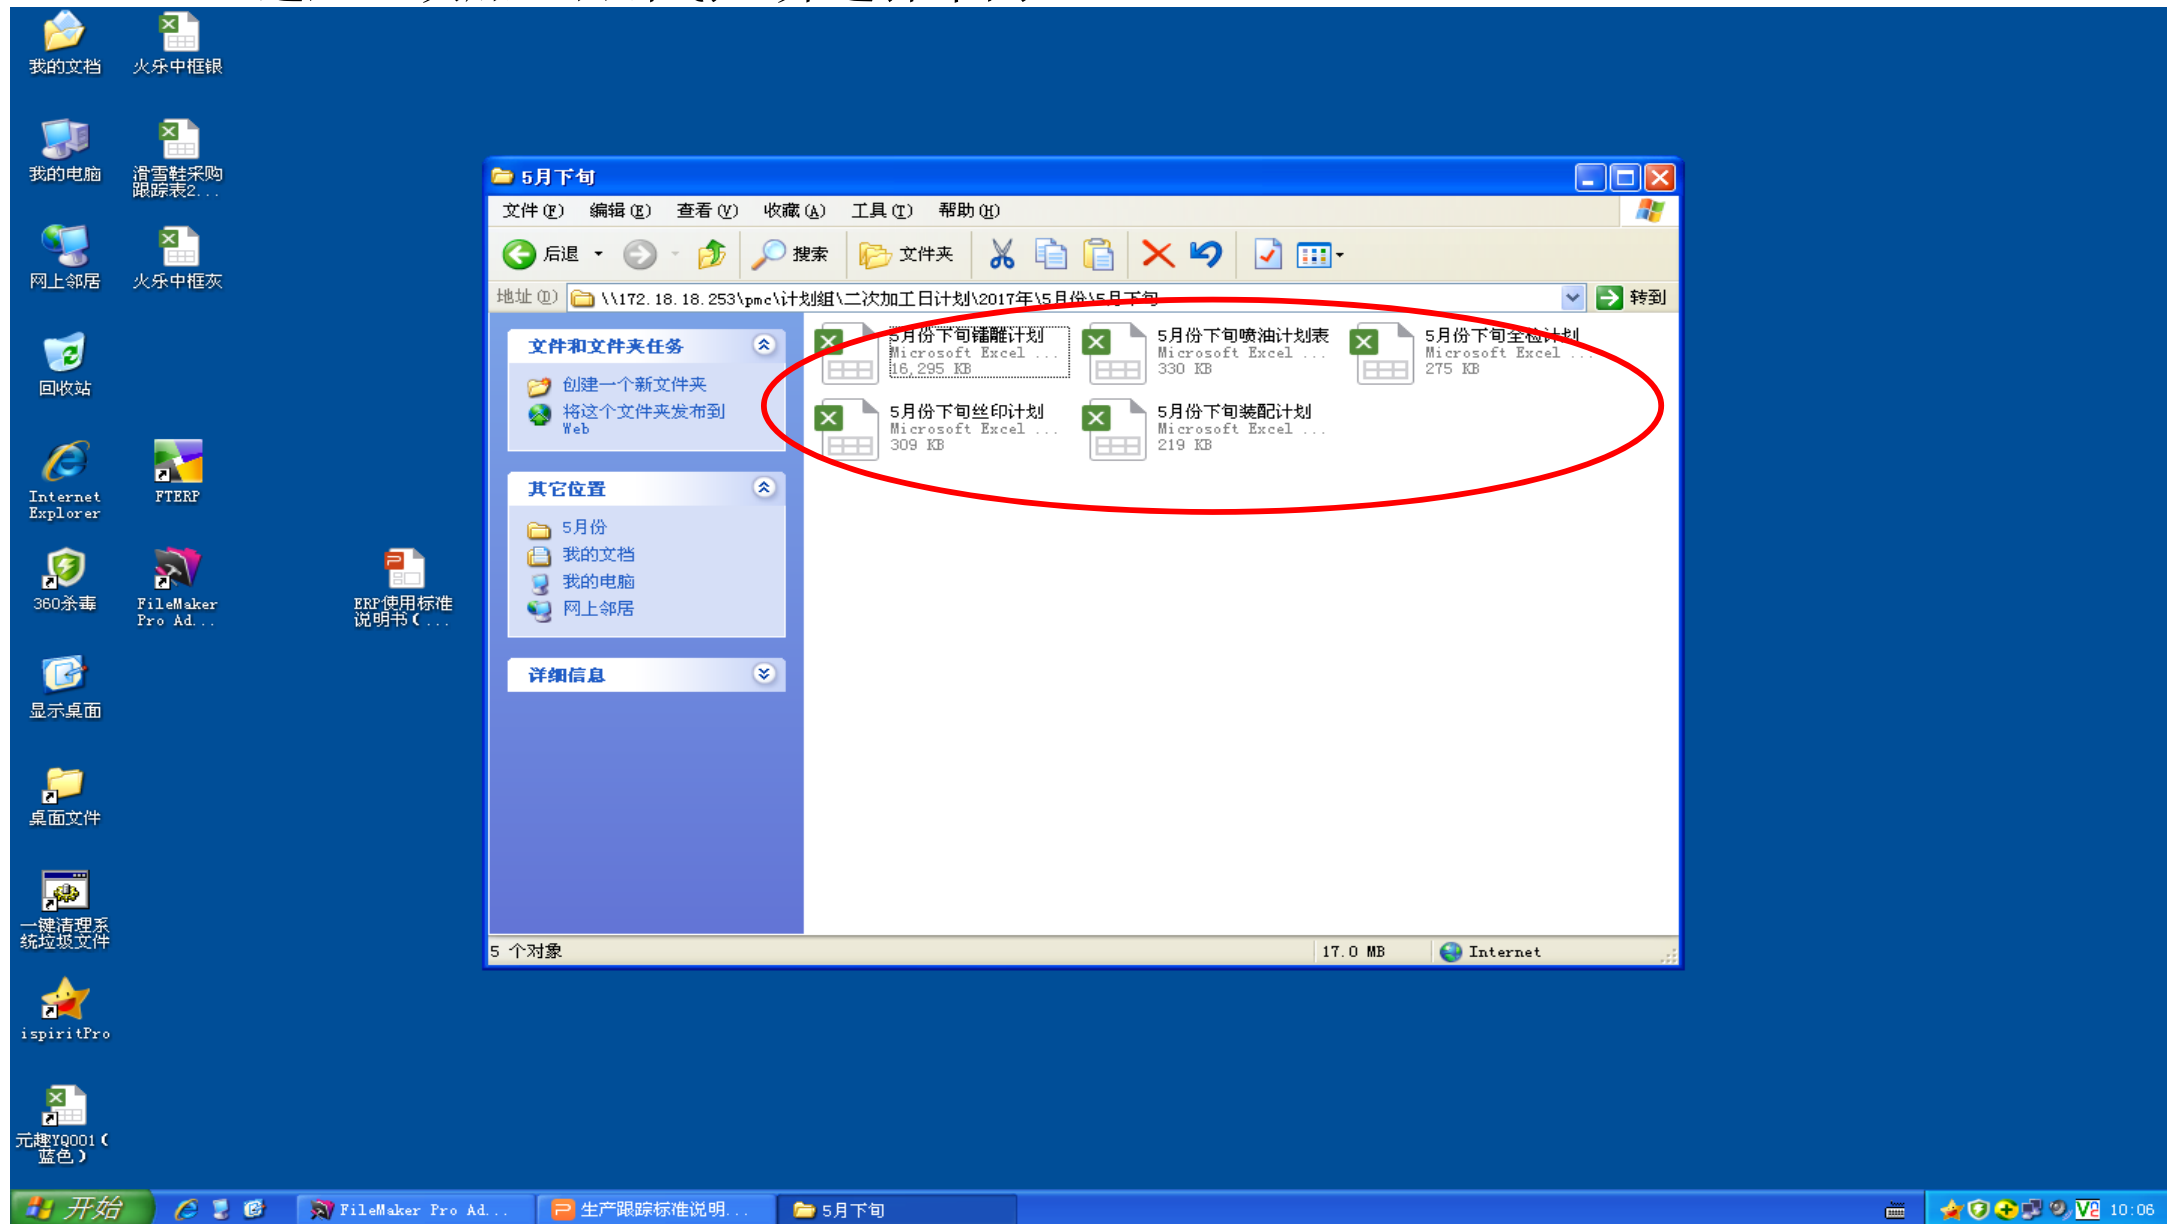 我的文档
火乐中框银
我的电脑
滑雪鞋采购
跟踪表2...
网上邻居
火乐中框灰
回收站
Internet
Explorer
FTERP
360杀毒
FileMaker
Pro Ad...
ERP使用标准
说明书(...
显示桌面
桌面文件
一键清理系
统垃圾文件
ispiritPro
元趣YQ001(
蓝色)
5月下旬
文件(F) 编辑(E) 查看(V) 收藏(A) 工具(T) 帮助(H)
后退 搜索 文件夹
地址(D) \\172.18.18.253\pmc\计划组\二次加工日计划\2017年\5月份\5月下旬 转到
文件和文件夹任务
创建一个新文件夹
将这个文件夹发布到
Web
其它位置
5月份
我的文档
我的电脑
网上邻居
详细信息
5月份下旬镭雕计划
Microsoft Excel ...
16,295 KB
5月份下旬喷油计划表
Microsoft Excel ...
330 KB
5月份下旬全检计划
Microsoft Excel ...
275 KB
5月份下旬丝印计划
Microsoft Excel ...
309 KB
5月份下旬装配计划
Microsoft Excel ...
219 KB
5 个对象
17.0 MB
Internet
开始
FileMaker Pro Ad...
生产跟踪标准说明...
5月下旬
V2
10:06